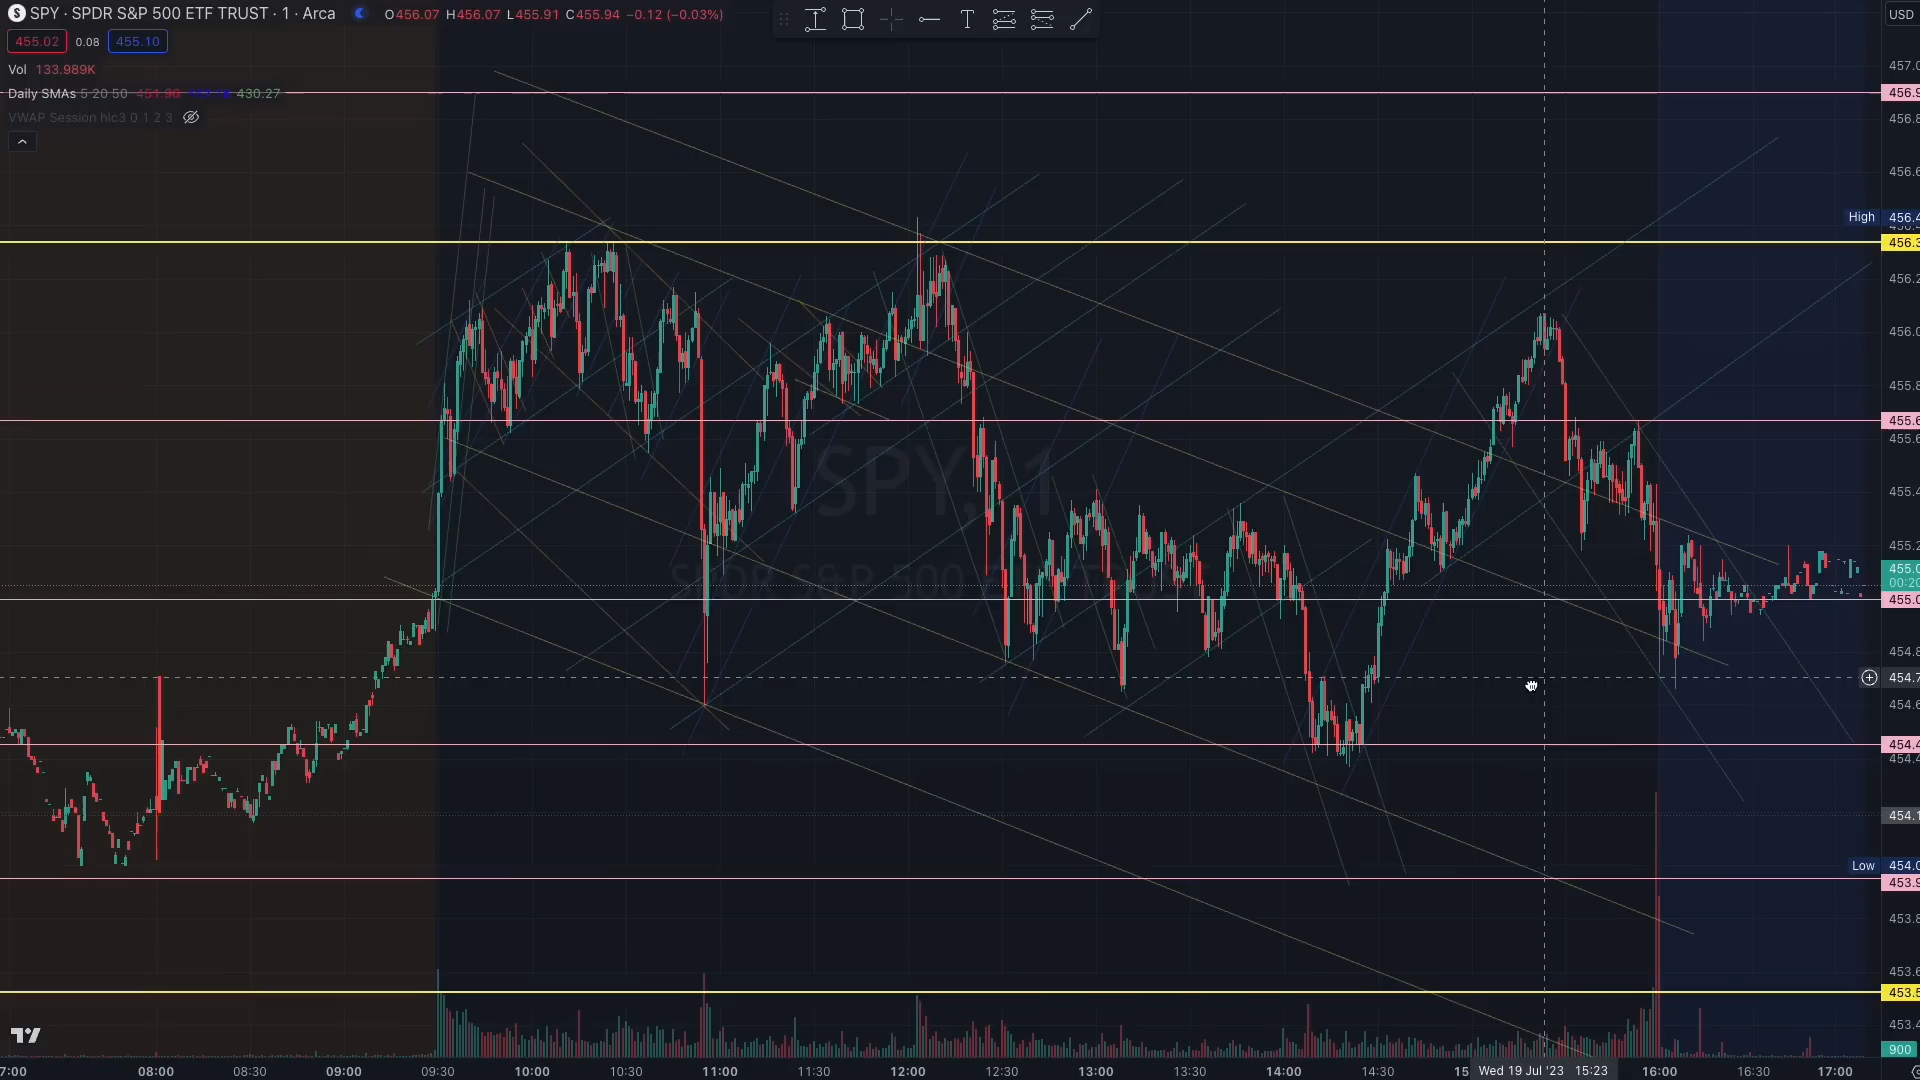 SPY · SPDR S&P 500 ETF TRUST · 1 · Arca O456.07 H456.07 L455.91 C455.94 −0.12 (−0.03%)
USD
455.02 0.08 455.10
Vol 133.989K
Daily SMAs 5 20 50 451.90 430.27
VWAP Session hlc3 0 1 2 3
T
457.0
456.9
456.8
456.6
High 456.4
456.3
456.2
456.0
455.8
455.6
455.6
455.4
455.2
455.0
00:20
455.0
454.8
454.7
454.6
454.4
454.4
454.1
Low 454.0
453.9
453.8
453.6
453.5
453.4
900
SPY, 1
SPDR S&P 500 ETF TRUST
7:00 08:00 08:30 09:00 09:30 10:00 10:30 11:00 11:30 12:00 12:30 13:00 13:30 14:00 14:30 15 Wed 19 Jul '23 15:23 16:00 16:30 17:00